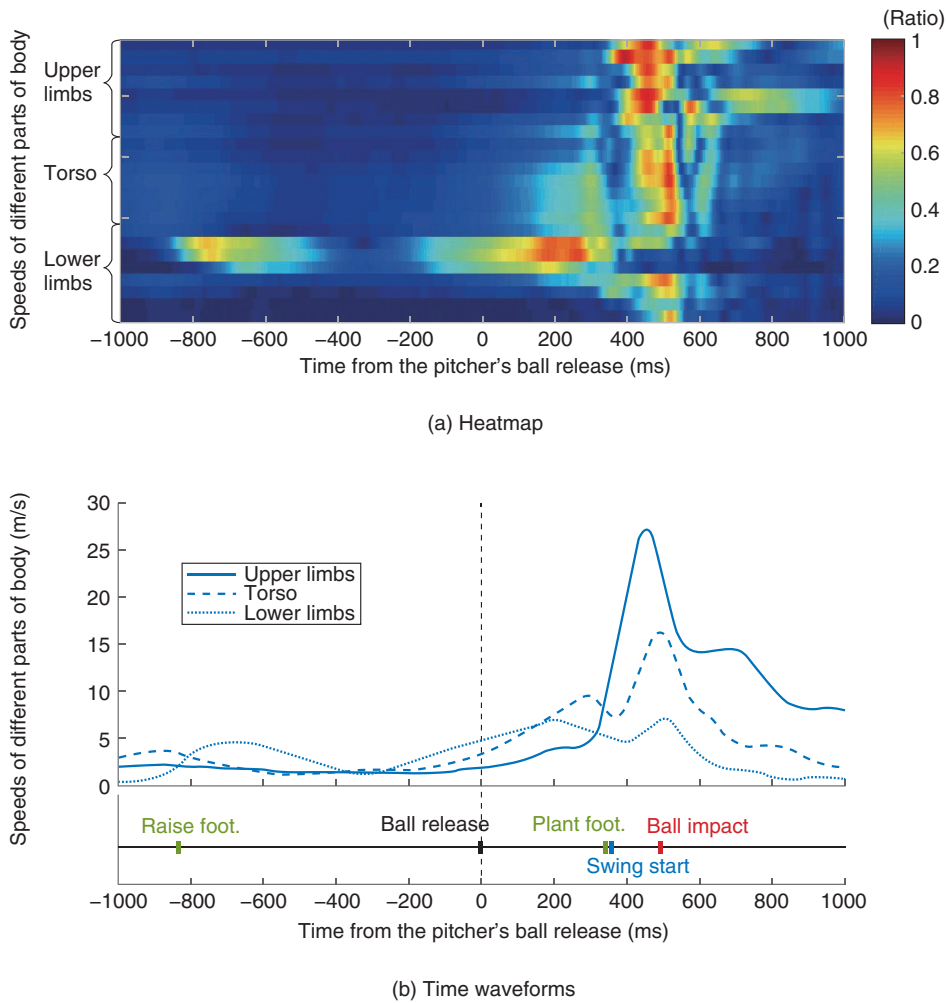 (Ratio)
Speeds of different parts of body
Upper
limbs
Torso
Lower
limbs
1
0.8
0.6
0.4
0.2
0
−1000 −800 −600 −400 −200 0 200 400 600 800 1000
Time from the pitcher’s ball release (ms)
(a) Heatmap
Speeds of different parts of body (m/s)
30
25
20
15
10
5
0
Upper limbs
Torso
Lower limbs
Raise foot.
Ball release
Plant foot.
Ball impact
Swing start
−1000 −800 −600 −400 −200 0 200 400 600 800 1000
Time from the pitcher’s ball release (ms)
(b) Time waveforms